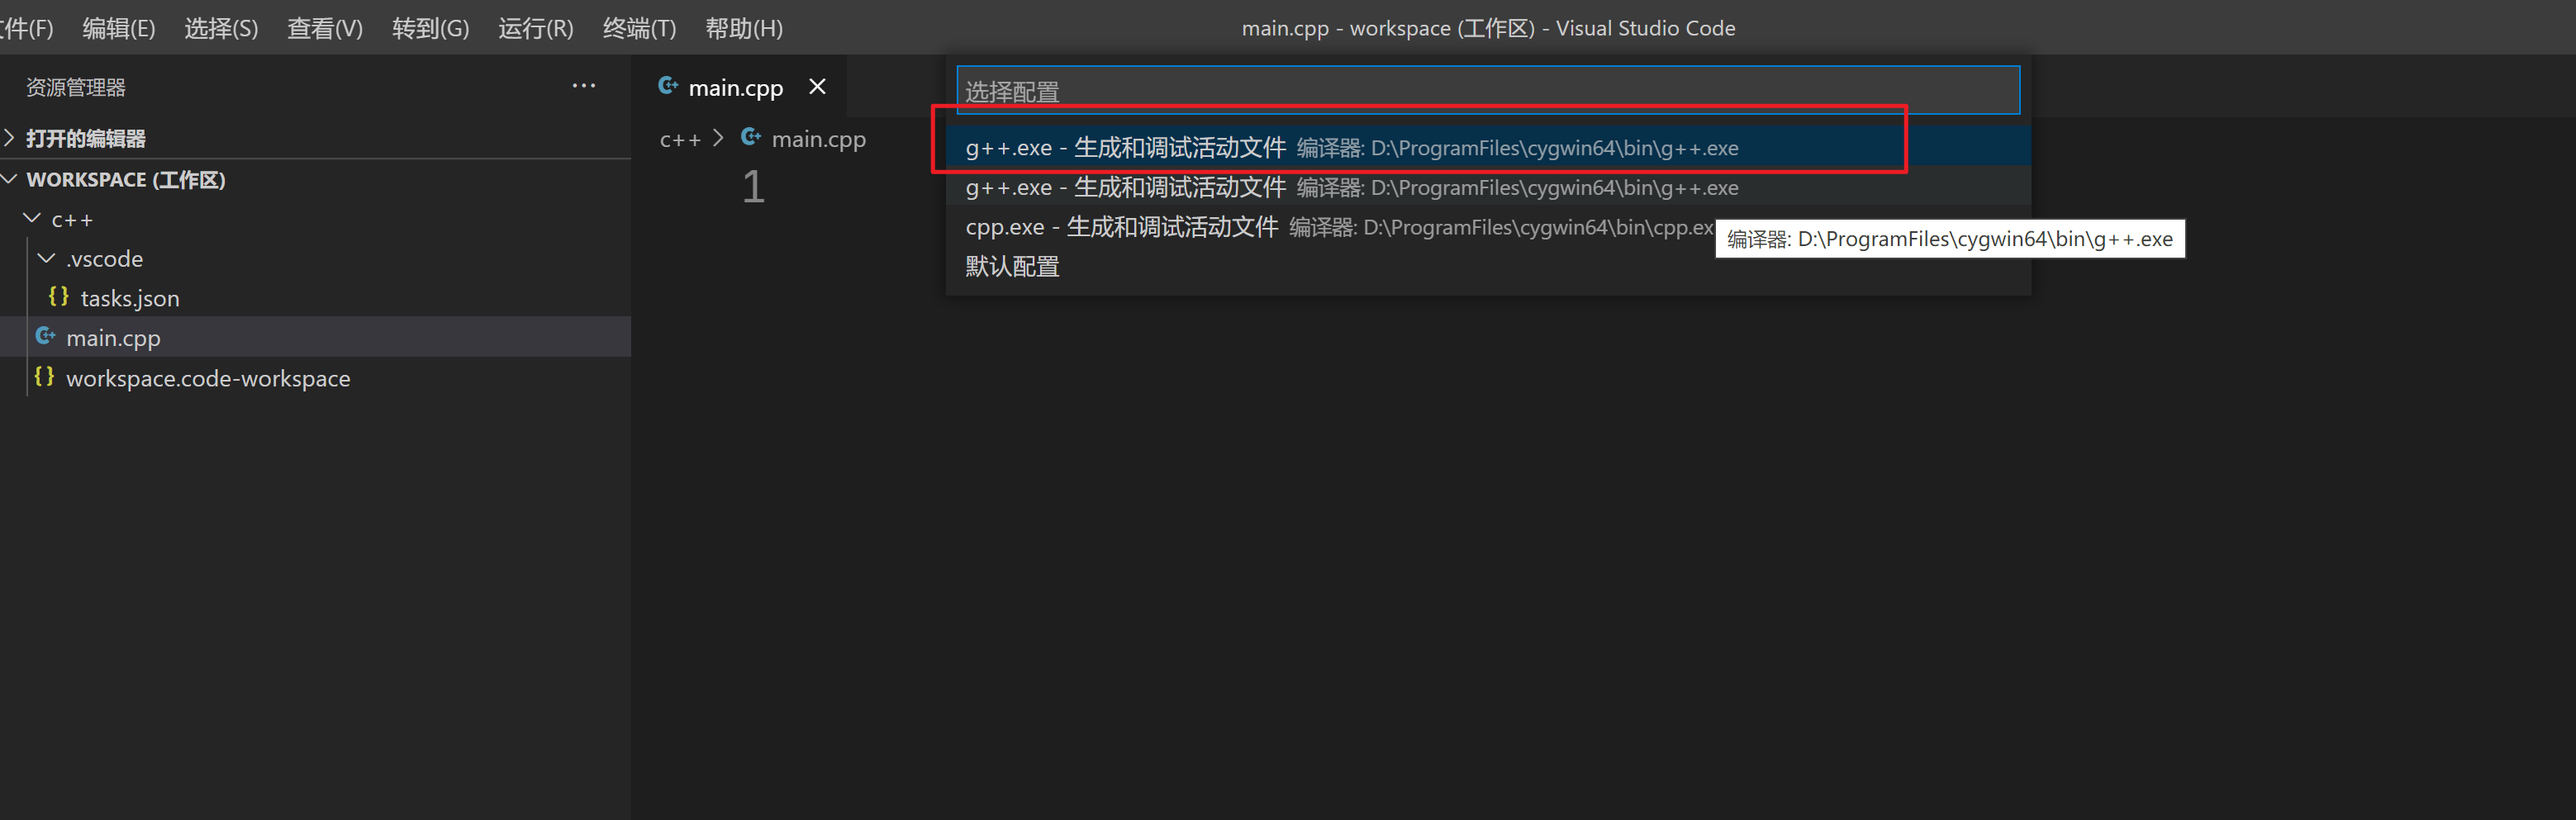 件(F) 编辑(E) 选择(S) 查看(V) 转到(G) 运行(R) 终端(T) 帮助(H)
main.cpp - workspace (工作区) - Visual Studio Code
资源管理器
打开的编辑器
WORKSPACE (工作区)
c++
.vscode
{} tasks.json
main.cpp
{} workspace.code-workspace
main.cpp
c++ > main.cpp
1
选择配置
g++.exe - 生成和调试活动文件 编译器: D:\ProgramFiles\cygwin64\bin\g++.exe
g++.exe - 生成和调试活动文件 编译器: D:\ProgramFiles\cygwin64\bin\g++.exe
cpp.exe - 生成和调试活动文件 编译器: D:\ProgramFiles\cygwin64\bin\cpp.ex
默认配置
编译器: D:\ProgramFiles\cygwin64\bin\g++.exe